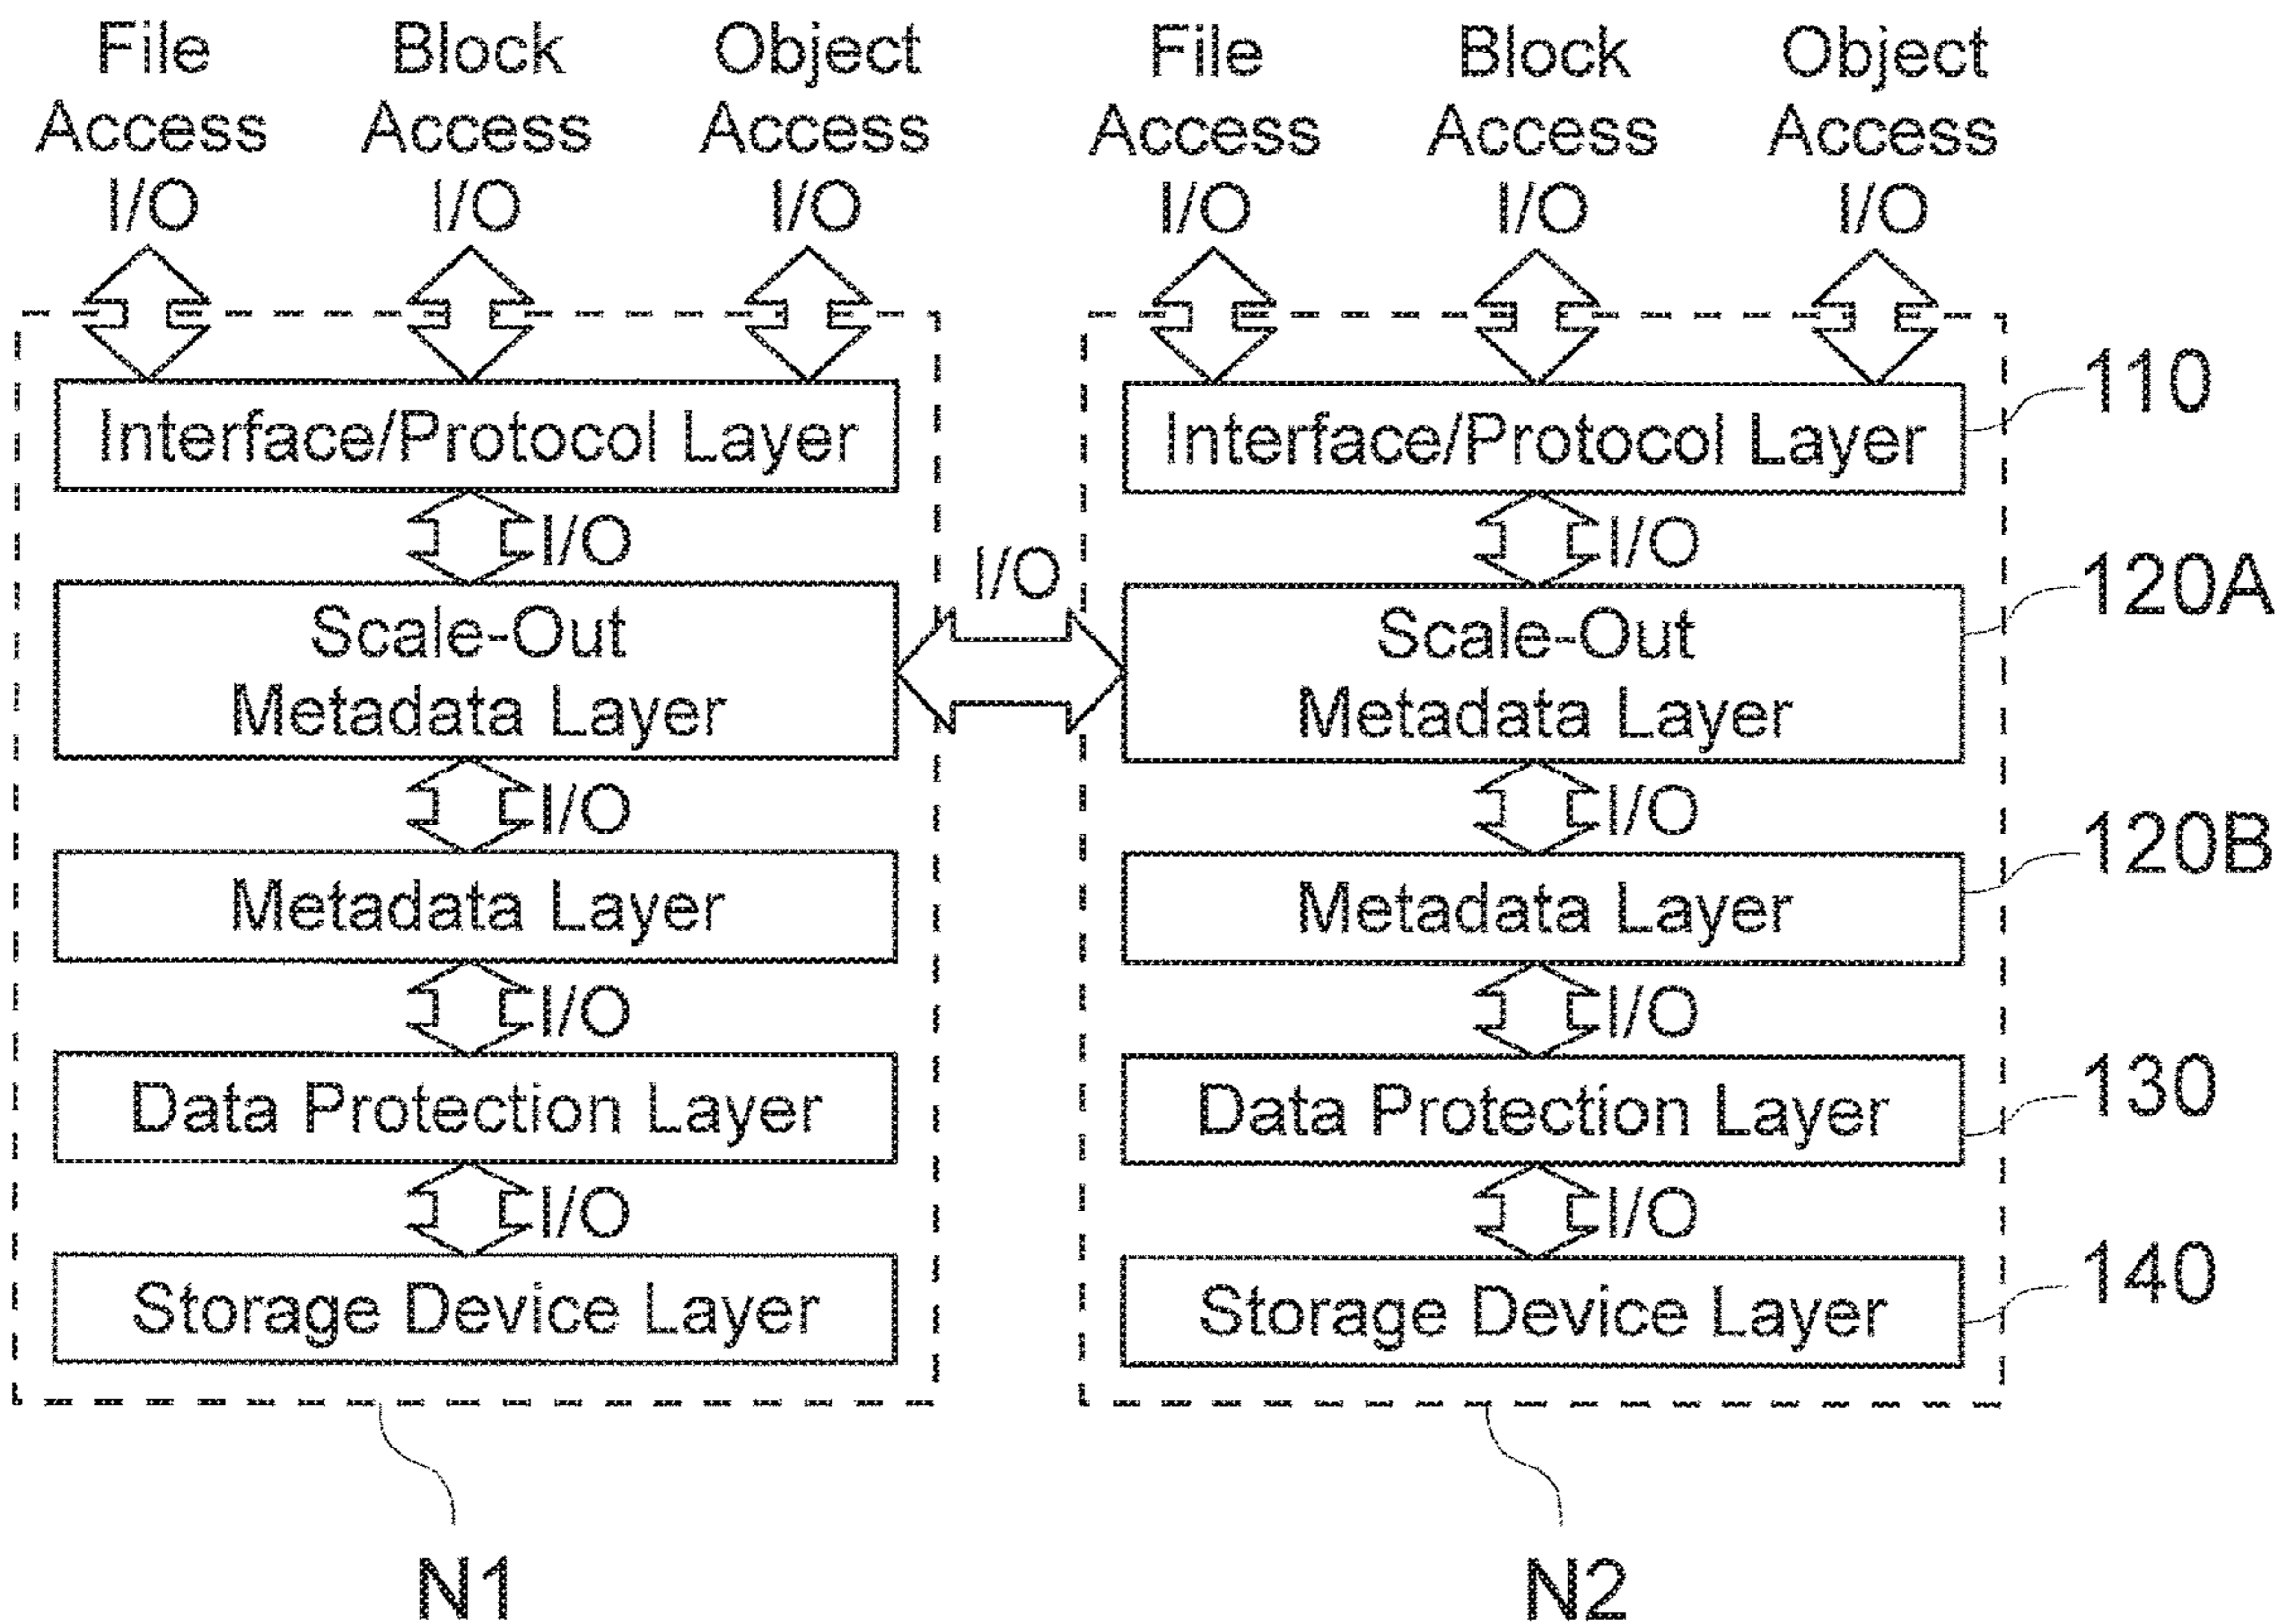 File Block Object File Block Object
Access Access Access Access Access Access
I/O I/O I/O I/O I/O I/O
Interface/Protocol Layer Interface/Protocol Layer 110
I/O I/O I/O
Scale-Out Scale-Out 120A
Metadata Layer Metadata Layer
I/O I/O
Metadata Layer Metadata Layer 120B
I/O I/O
Data Protection Layer Data Protection Layer 130
I/O I/O
Storage Device Layer Storage Device Layer 140
N1 N2